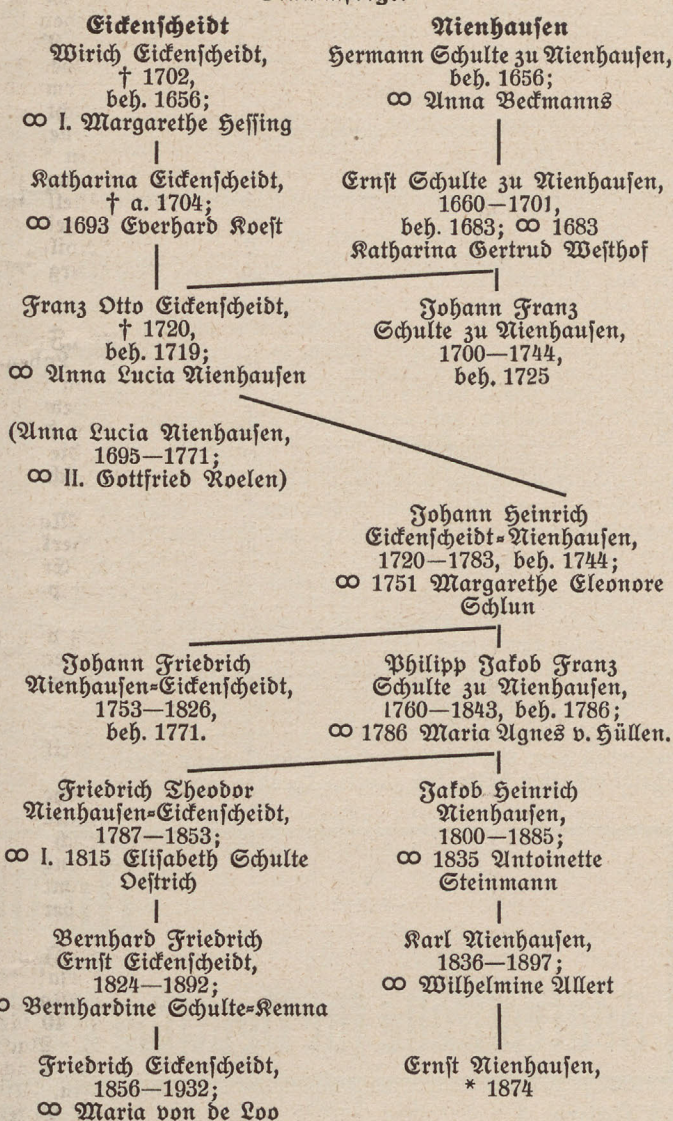 Eickenscheidt
Wirich Eickenscheidt,
† 1702,
beh. 1656;
∞ I. Margarethe Hessing
Katharina Eickenscheidt,
† a. 1704;
∞ 1693 Everhard Koest
Franz Otto Eickenscheidt,
† 1720,
beh. 1719;
∞ Anna Lucia Nienhausen
(Anna Lucia Nienhausen,
1695—1771;
∞ II. Gottfried Roelen)
Nienhausen
Hermann Schulte zu Nienhausen,
beh. 1656;
∞ Anna Beckmanns
Ernst Schulte zu Nienhausen,
1660—1701,
beh. 1683; ∞ 1683
Katharina Gertrud Westhof
Johann Franz
Schulte zu Nienhausen,
1700—1744,
beh. 1725
Johann Heinrich
Eickenscheidt=Nienhausen,
1720—1783, beh. 1744;
∞ 1751 Margarethe Eleonore
Schlun
Johann Friedrich
Nienhausen=Eickenscheidt,
1753—1826,
beh. 1771.
Philipp Jakob Franz
Schulte zu Nienhausen,
1760—1843, beh. 1786;
∞ 1786 Maria Agnes v. Hüllen.
Friedrich Theodor
Nienhausen=Eickenscheidt,
1787—1853;
∞ I. 1815 Elisabeth Schulte
Oestrich
Jakob Heinrich
Nienhausen,
1800—1885;
∞ 1835 Antoinette
Steinmann
Bernhard Friedrich
Ernst Eickenscheidt,
1824—1892;
∞ Bernhardine Schulte=Kemna
Karl Nienhausen,
1836—1897;
∞ Wilhelmine Allert
Friedrich Eickenscheidt,
1856—1932;
∞ Maria von de Loo
Ernst Nienhausen,
* 1874